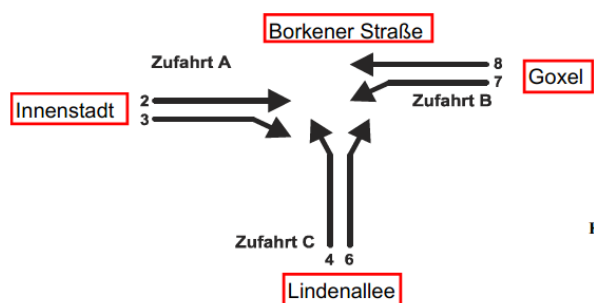 Borkener Straße
Zufahrt A
8
7
Goxel
Zufahrt B
Innenstadt
2
3
Zufahrt C
4 6
Lindenallee